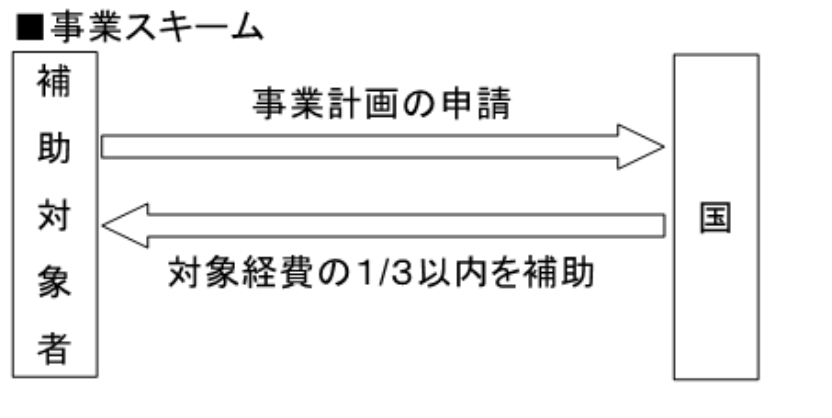 ■事業スキーム
補助対象者
事業計画の申請
対象経費の1/3以内を補助
国